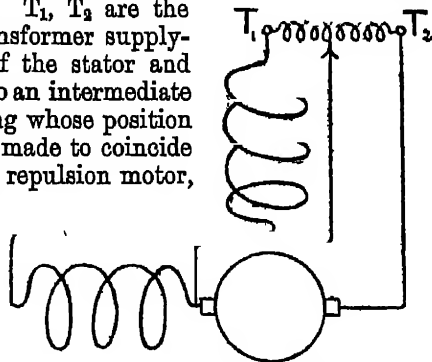 T₁, T₂ are the
nsformer supply-
f the stator and
o an intermediate
ng whose position
made to coincide
repulsion motor,
T₁
T₂